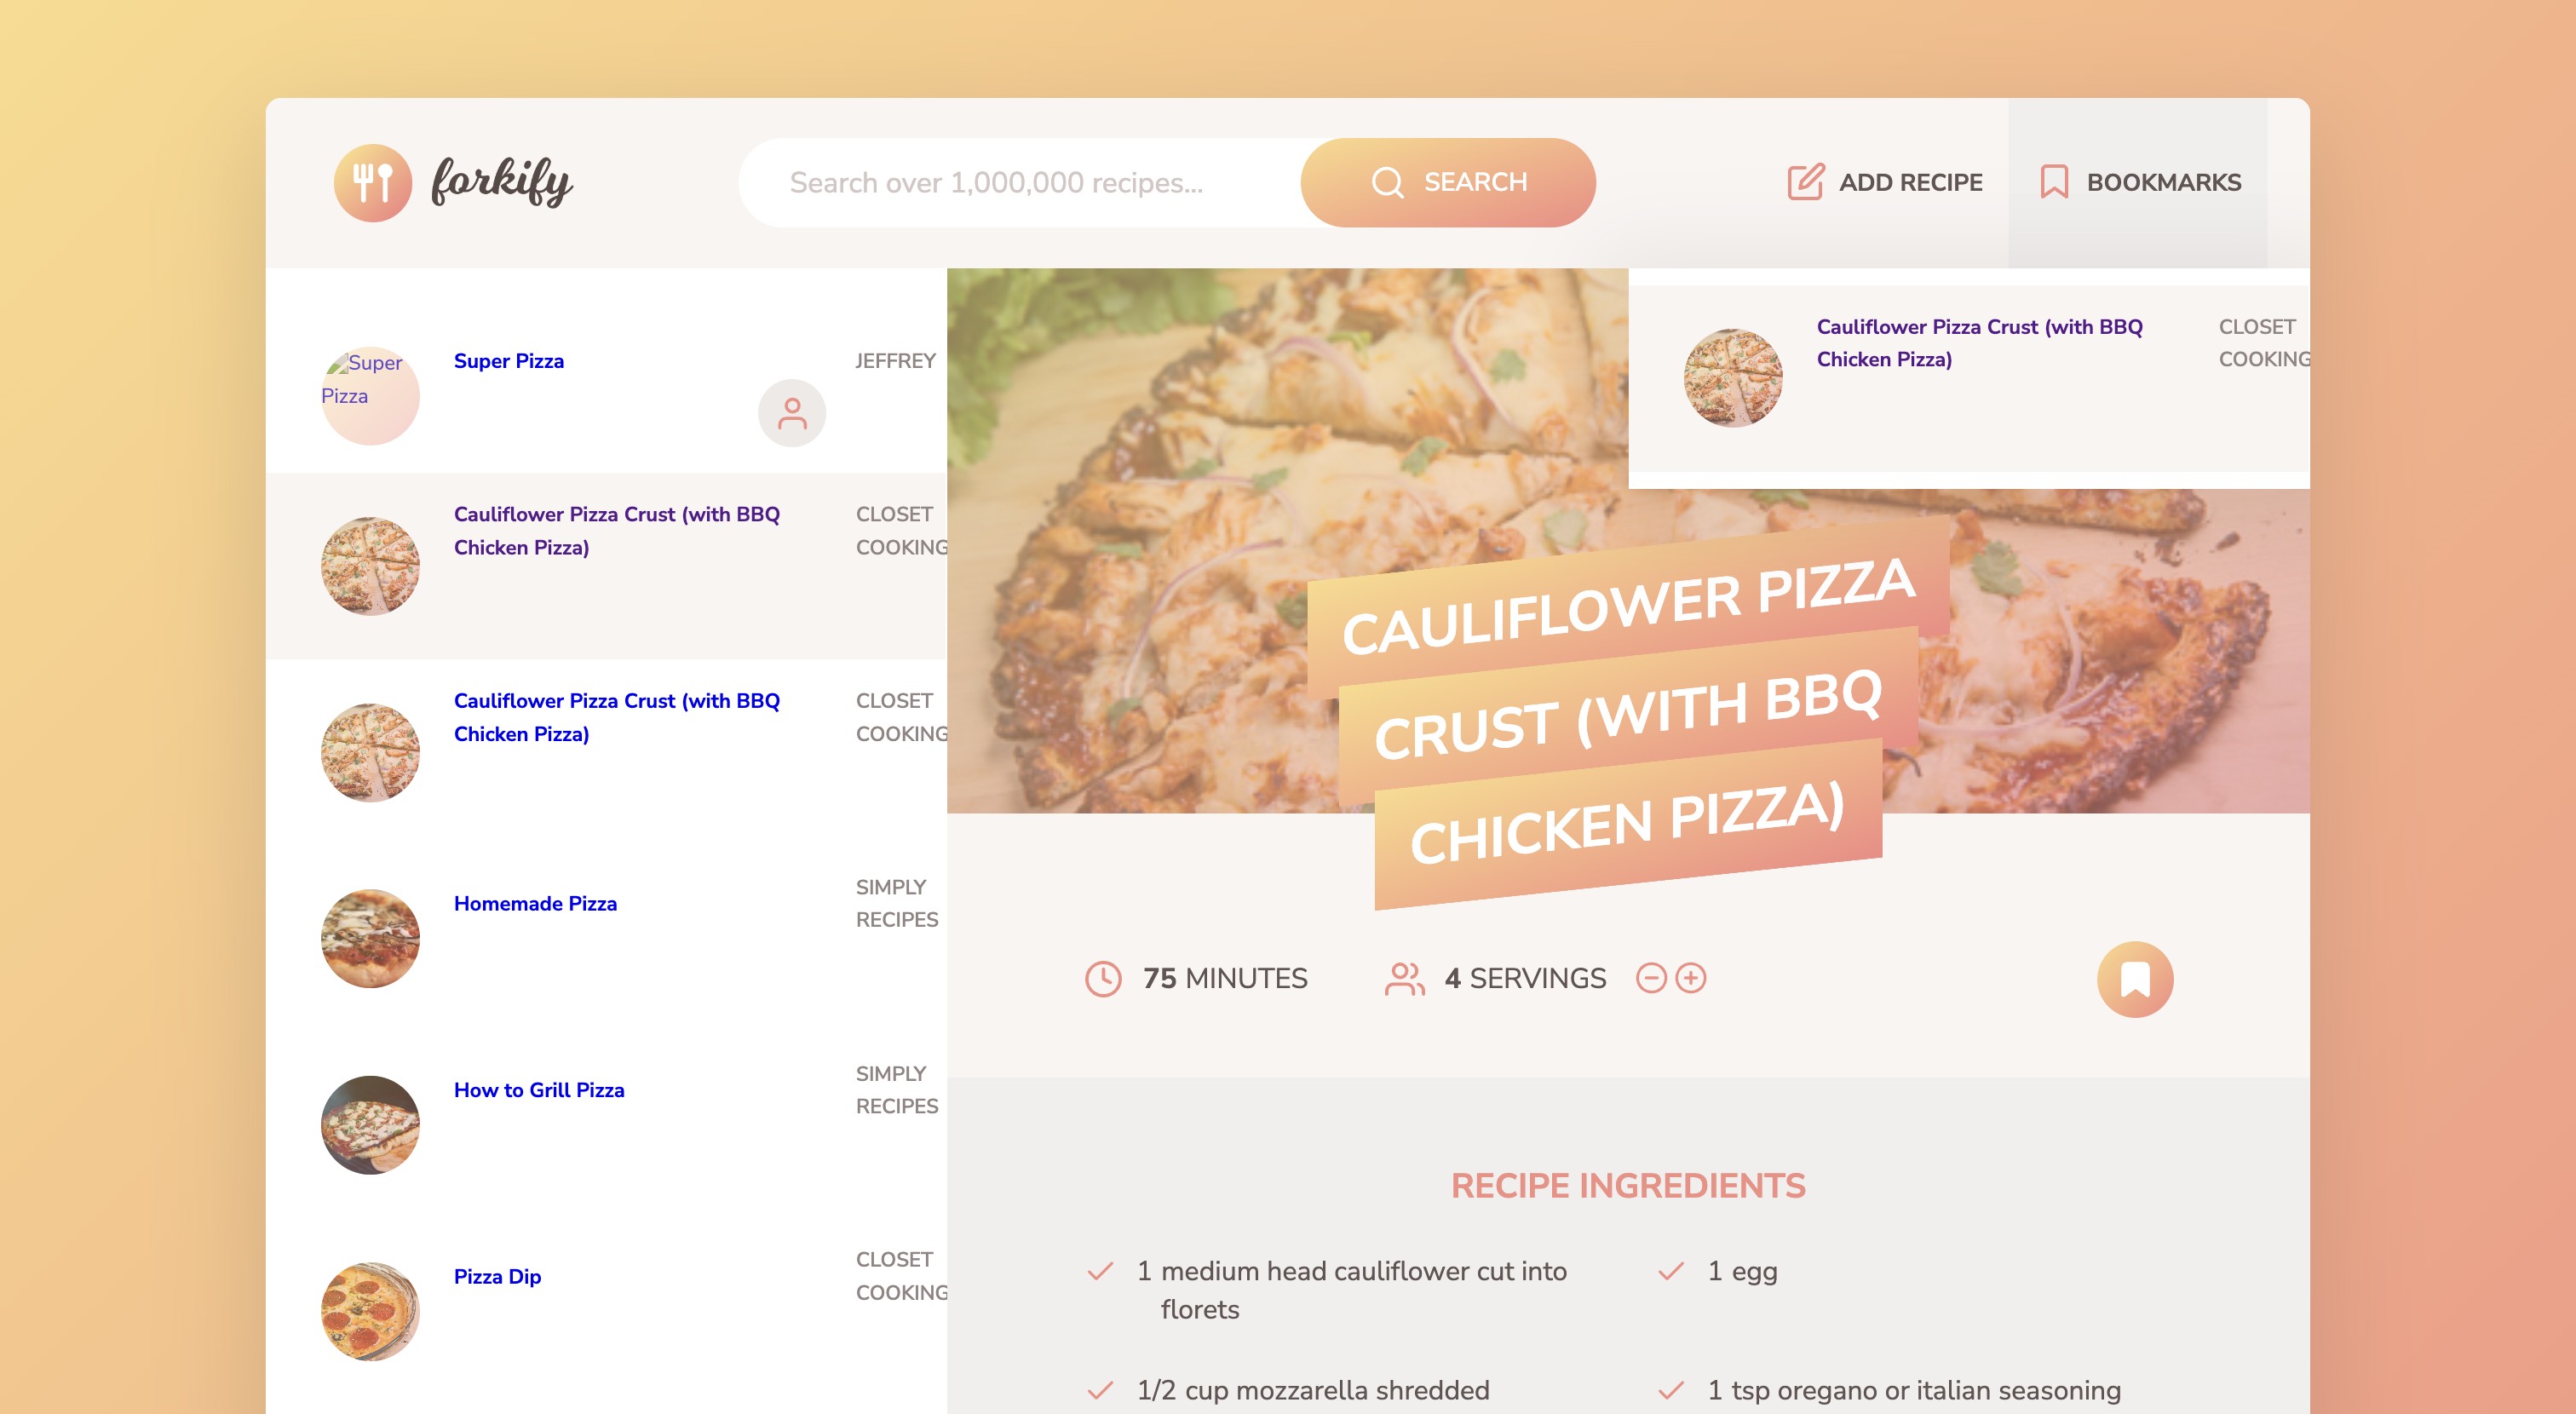 forkify
Search over 1,000,000 recipes...
SEARCH
ADD RECIPE
BOOKMARKS
Super
Pizza
Super Pizza
JEFFREY
Cauliflower Pizza Crust (with BBQ
Chicken Pizza)
CLOSET
COOKING
Cauliflower Pizza Crust (with BBQ
Chicken Pizza)
CLOSET
COOKING
Homemade Pizza
SIMPLY
RECIPES
How to Grill Pizza
SIMPLY
RECIPES
Pizza Dip
CLOSET
COOKING
Cauliflower Pizza Crust (with BBQ
Chicken Pizza)
CLOSET
COOKING
CAULIFLOWER PIZZA
CRUST (WITH BBQ
CHICKEN PIZZA)
75 MINUTES
4 SERVINGS
RECIPE INGREDIENTS
1 medium head cauliflower cut into
florets
1 egg
1/2 cup mozzarella shredded
1 tsp oregano or italian seasoning